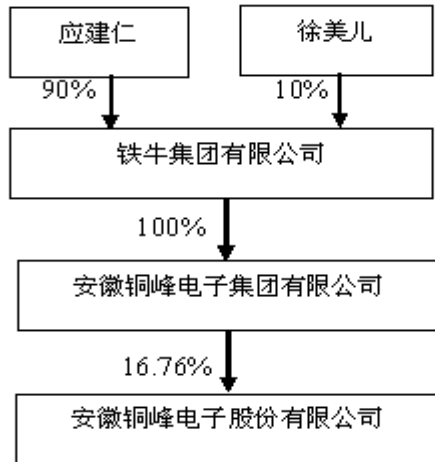 应建仁
徐美儿
90%
10%
铁牛集团有限公司
100%
安徽铜峰电子集团有限公司
16.76%
安徽铜峰电子股份有限公司